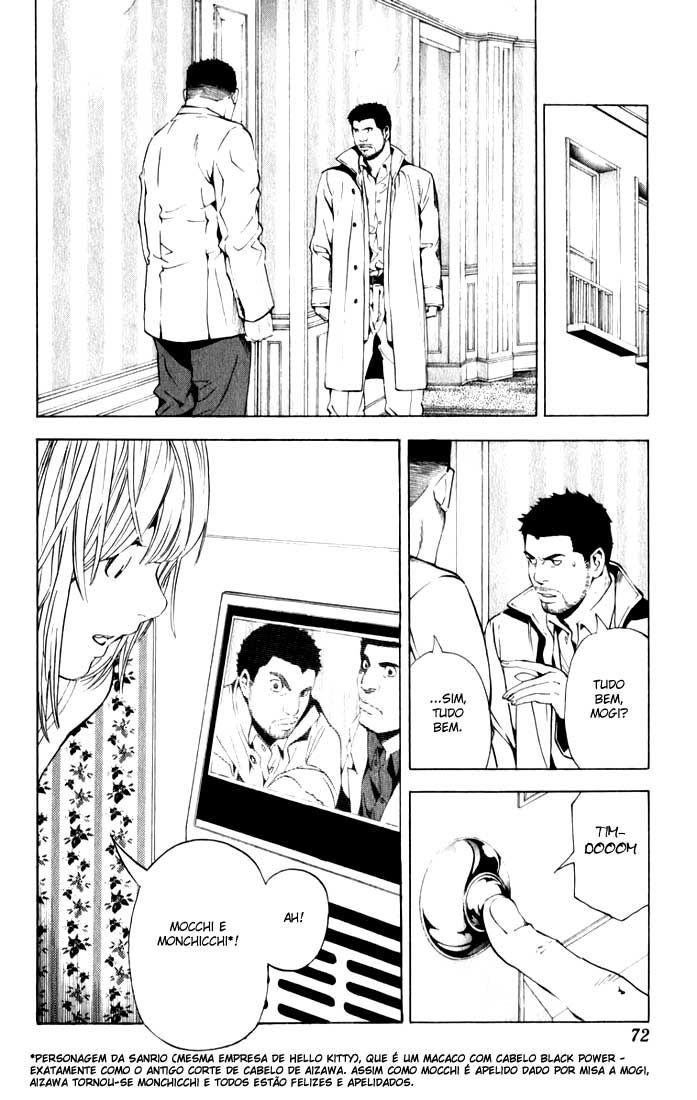 TUDO
BEM,
MOGI?
...SIM,
TUDO
BEM.
TIM-
DOOOM
AH!
MOCCHI E
MONCHICCHI*!
72
*PERSONAGEM DA SANRIO (MESMA EMPRESA DE HELLO KITTY), QUE É UM MACACO COM CABELO BLACK POWER -
EXATAMENTE COMO O ANTIGO CORTE DE CABELO DE AIZAWA. ASSIM COMO MOCCHI É APELIDO DADO POR MISA A MOGI,
AIZAWA TORNOU-SE MONCHICCHI E TODOS ESTÃO FELIZES E APELIDADOS.